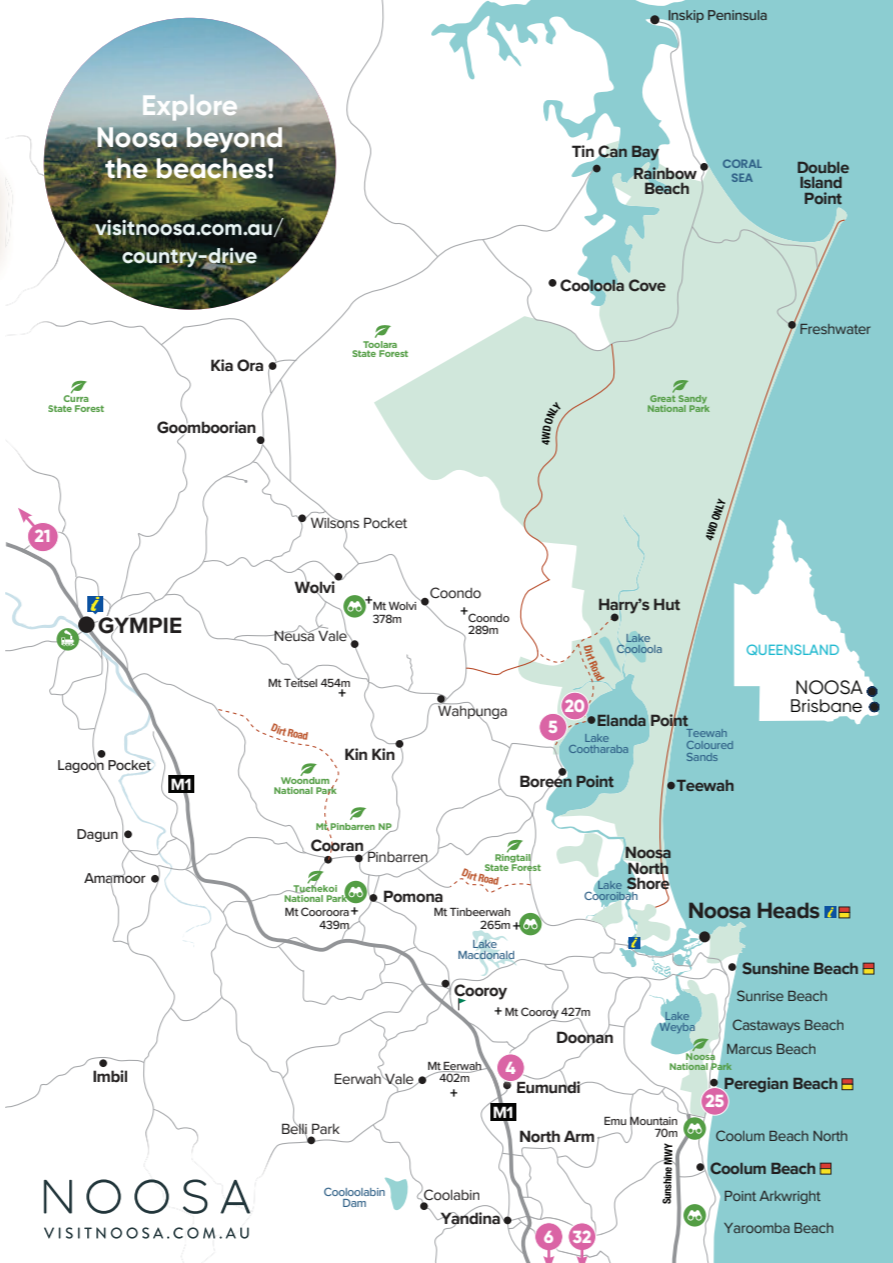 Explore
Noosa beyond
the beaches!
visitnoosa.com.au/
country-drive
Inskip Peninsula
Tin Can Bay
Rainbow
Beach
CORAL
SEA
Double
Island
Point
Cooloola Cove
Freshwater
Toolara
State Forest
Kia Ora
Curra
State Forest
Great Sandy
National Park
4WD ONLY
Goomboorian
4WD ONLY
21
Wilsons Pocket
Wolvi
Mt Wolvi
378m
Coondo
Coondo
289m
Harry's Hut
i
GYMPIE
Neusa Vale
Lake
Cooloola
Dirt Road
QUEENSLAND
NOOSA
Brisbane
Mt Teitsel 454m
Wahpunga
20
5
Elanda Point
Lake
Cootharaba
Teewah
Coloured
Sands
Dirt Road
Kin Kin
Lagoon Pocket
M1
Woondum
National Park
Boreen Point
Teewah
Mt Pinbarren NP
Dagun
Cooran
Pinbarren
Ringtail
State Forest
Noosa
North
Shore
Amamoor
Tuchekoi
National Park
Dirt Road
Lake
Cooroibah
Pomona
Mt Cooroora
439m
Mt Tinbeerwah
265m
Noosa Heads
i
i
Lake
Macdonald
Sunshine Beach
Cooroy
Sunrise Beach
Mt Cooroy 427m
Lake
Weyba
Castaways Beach
Doonan
Marcus Beach
Noosa
National Park
Imbil
Eerwah Vale
Mt Eerwah
402m
4
Eumundi
Peregian Beach
25
M1
Emu Mountain
70m
Belli Park
North Arm
Coolum Beach North
Sunshine MWY
Coolum Beach
Cooloolabin
Dam
Coolabin
Point Arkwright
Yandina
Yaroomba Beach
6
32
NOOSA
VISITNOOSA.COM.AU